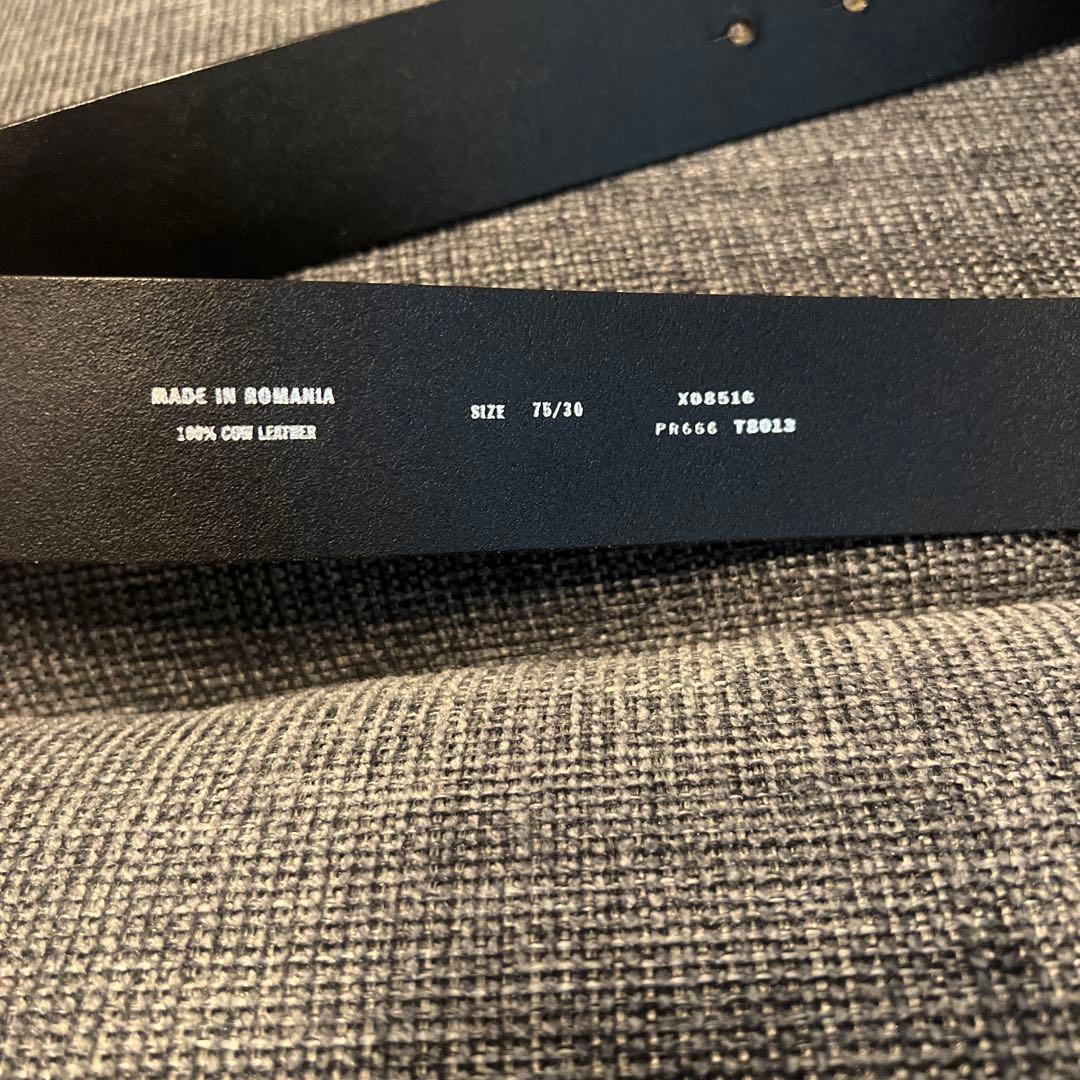 MADE IN ROMANIA
100% COW LEATHER
SIZE 75/30
X08516
PR666 T8013